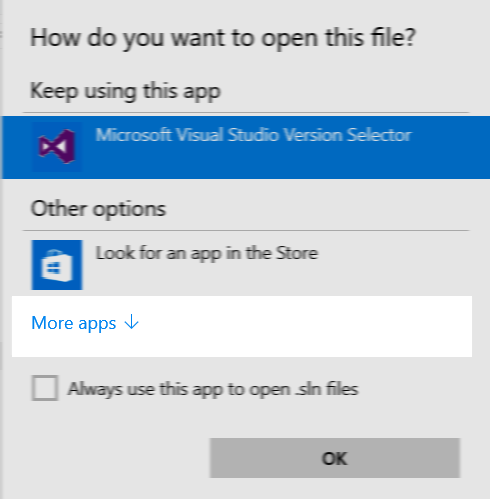 How do you want to open this file?
Keep using this app
Microsoft Visual Studio Version Selector
Other options
Look for an app in the Store
More apps ↓
Always use this app to open .sln files
OK